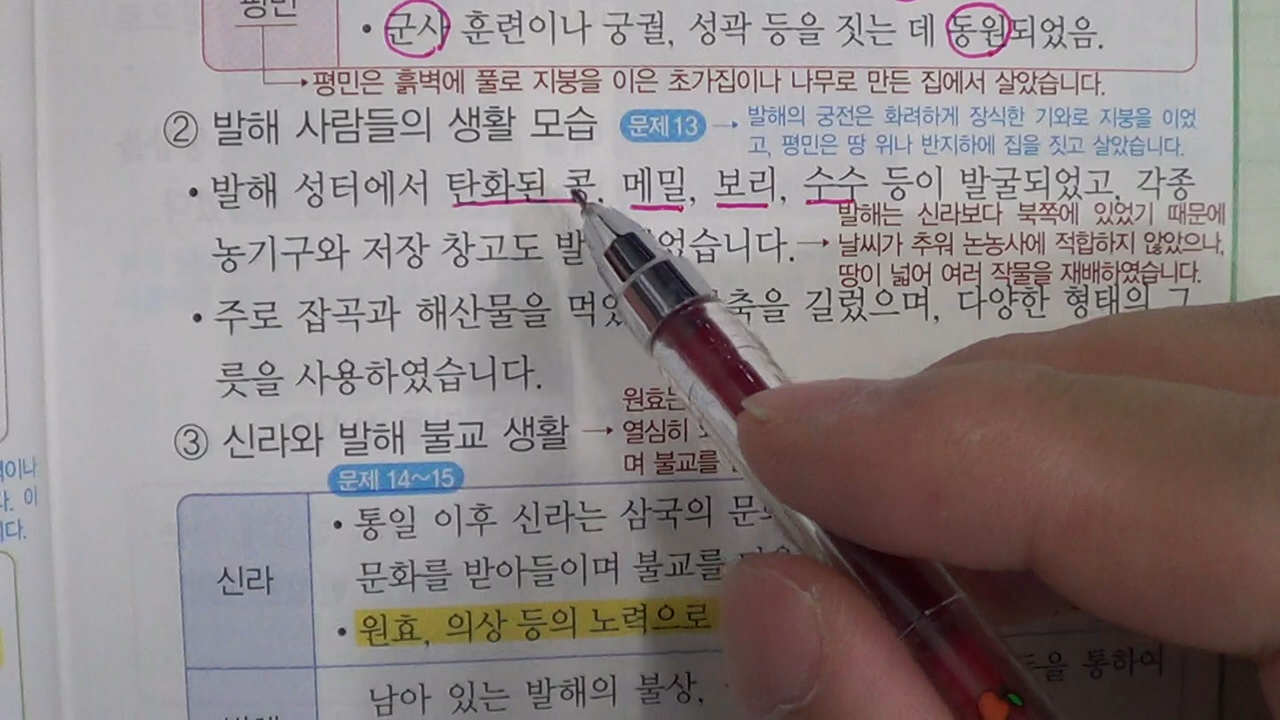 평민
• 군사 훈련이나 궁궐, 성곽 등을 짓는 데 동원되었음.
평민은 흙벽에 풀로 지붕을 이은 초가집이나 나무로 만든 집에서 살았습니다.
② 발해 사람들의 생활 모습 문제13
발해의 궁전은 화려하게 장식한 기와로 지붕을 이었
고, 평민은 땅 위나 반지하에 집을 짓고 살았습니다.
• 발해 성터에서 탄화된 콩, 메밀, 보리, 수수 등이 발굴되었고, 각종
농기구와 저장 창고도 발 었습니다.
발해는 신라보다 북쪽에 있었기 때문에
날씨가 추워 논농사에 적합하지 않았으나,
땅이 넓어 여러 작물을 재배하였습니다.
• 주로 잡곡과 해산물을 길렀으며, 다양한 형태의 그
릇을 사용하였습니다.
③ 신라와 발해 불교 생활
문제 14~15
원효는
열심히
며 불교를
신라
• 통일 이후 신라는 삼국의
문화를 받아들이며 불교를
• 원효, 의상 등의 노력으로
남아 있는 발해의 불상,
통하여